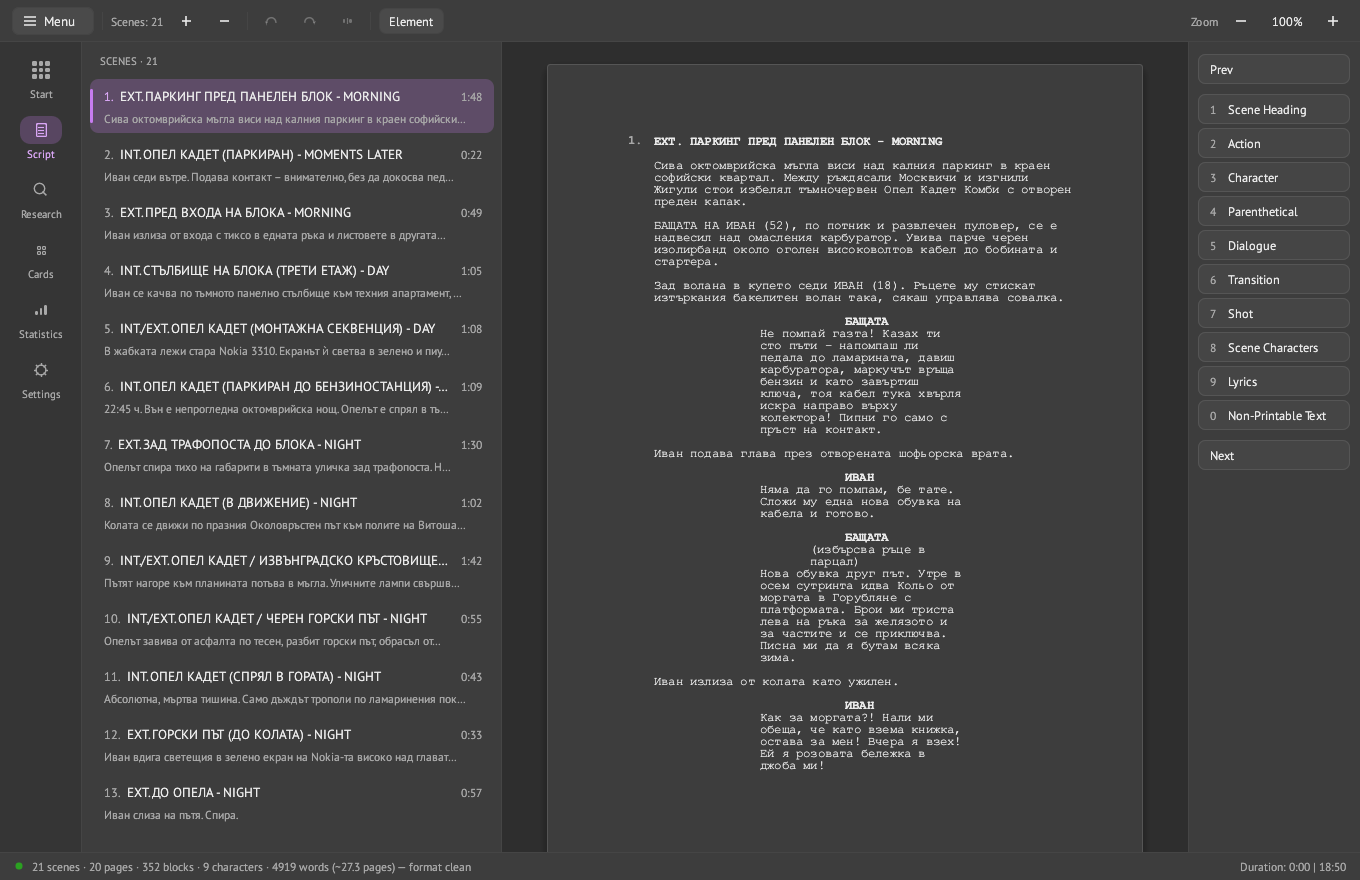 Menu
Scenes: 21
Element
Zoom
100%
Start
Script
Research
Cards
Statistics
Settings
SCENES · 21
1. EXT.ПАРКИНГ ПРЕД ПАНЕЛЕН БЛОК - MORNING 1:48
Сива октомврийска мъгла виси над калния паркинг в краен софийски...
2. INT.ОПЕЛ КАДЕТ (ПАРКИРАН) - MOMENTS LATER 0:22
Иван седи вътре. Подава контакт – внимателно, без да докосва пед...
3. EXT.ПРЕД ВХОДА НА БЛОКА - MORNING 0:49
Иван излиза от входа с тиксо в едната ръка и листовете в другата...
4. INT.СТЪЛБИЩЕ НА БЛОКА (ТРЕТИ ЕТАЖ) - DAY 1:05
Иван се качва по тъмното панелно стълбище към техния апартамент, ...
5. INT./EXT.ОПЕЛ КАДЕТ (МОНТАЖНА СЕКВЕНЦИЯ) - DAY 1:08
В жабката лежи стара Nokia 3310. Екранът ѝ светва в зелено и пиу...
6. INT.ОПЕЛ КАДЕТ (ПАРКИРАН ДО БЕНЗИНОСТАНЦИЯ) -... 1:09
22:45 ч. Вън е непрогледна октомврийска нощ. Опелът е спрял в тъ...
7. EXT.ЗАД ТРАФОПОСТА ДО БЛОКА - NIGHT 1:30
Опелът спира тихо на габарити в тъмната уличка зад трафопоста. Н...
8. INT.ОПЕЛ КАДЕТ (В ДВИЖЕНИЕ) - NIGHT 1:02
Колата се движи по празния Околовръстен път към полите на Витоша...
9. INT./EXT.ОПЕЛ КАДЕТ / ИЗВЪНГРАДСКО КРЪСТОВИЩЕ... 1:42
Пътят нагоре към планината потъва в мъгла. Уличните лампи свършв...
10. INT./EXT.ОПЕЛ КАДЕТ / ЧЕРЕН ГОРСКИ ПЪТ - NIGHT 0:55
Опелът завива от асфалта по тесен, разбит горски път, обрасъл от...
11. INT.ОПЕЛ КАДЕТ (СПРЯЛ В ГОРАТА) - NIGHT 0:43
Абсолютна, мъртва тишина. Само дъждът трополи по ламаринения пок...
12. EXT.ГОРСКИ ПЪТ (ДО КОЛАТА) - NIGHT 0:33
Иван вдига светещия в зелено екран на Nokia-та високо над глават...
13. EXT.ДО ОПЕЛА - NIGHT 0:57
Иван слиза на пътя. Спира.
1. EXT. ПАРКИНГ ПРЕД ПАНЕЛЕН БЛОК - MORNING
Сива октомврийска мъгла виси над калния паркинг в краен
софийски квартал. Между ръждясали Москвичи и изгнили
Жигули стои избелял тъмночервен Опел Кадет Комби с отворен
преден капак.
БАЩАТА НА ИВАН (52), по потник и развлечен пуловер, се е
надвесил над омасления карбуратор. Увива парче черен
изолирбанд около оголен високоволтов кабел до бобината и
стартера.
Зад волана в купето седи ИВАН (18). Ръцете му стискат
изтъркания бакелитен волан така, сякаш управлява совалка.
БАЩАТА
Не помпай газта! Казах ти
сто пъти – напомпаш ли
педала до ламарината, давиш
карбуратора, маркучът връща
бензин и като завъртиш
ключа, тоя кабел тука хвърля
искра направо върху
колектора! Пипни го само с
пръст на контакт.
Иван подава глава през отворената шофьорска врата.
ИВАН
Няма да го помпам, бе тате.
Сложи му една нова обувка на
кабела и готово.
БАЩАТА
(избърсва ръце в
парцал)
Нова обувка друг път. Утре в
осем сутринта идва Кольо от
моргата в Горубляне с
платформата. Брои ми триста
лева на ръка за желязото и
за частите и се приключва.
Писна ми да я бутам всяка
зима.
Иван излиза от колата като ужилен.
ИВАН
Как за моргата?! Нали ми
обеща, че като взема книжка,
остава за мен! Вчера я взех!
Ей я розовата бележка в
джоба ми!
Prev
1 Scene Heading
2 Action
3 Character
4 Parenthetical
5 Dialogue
6 Transition
7 Shot
8 Scene Characters
9 Lyrics
0 Non-Printable Text
Next
21 scenes · 20 pages · 352 blocks · 9 characters · 4919 words (~27.3 pages) — format clean
Duration: 0:00 | 18:50